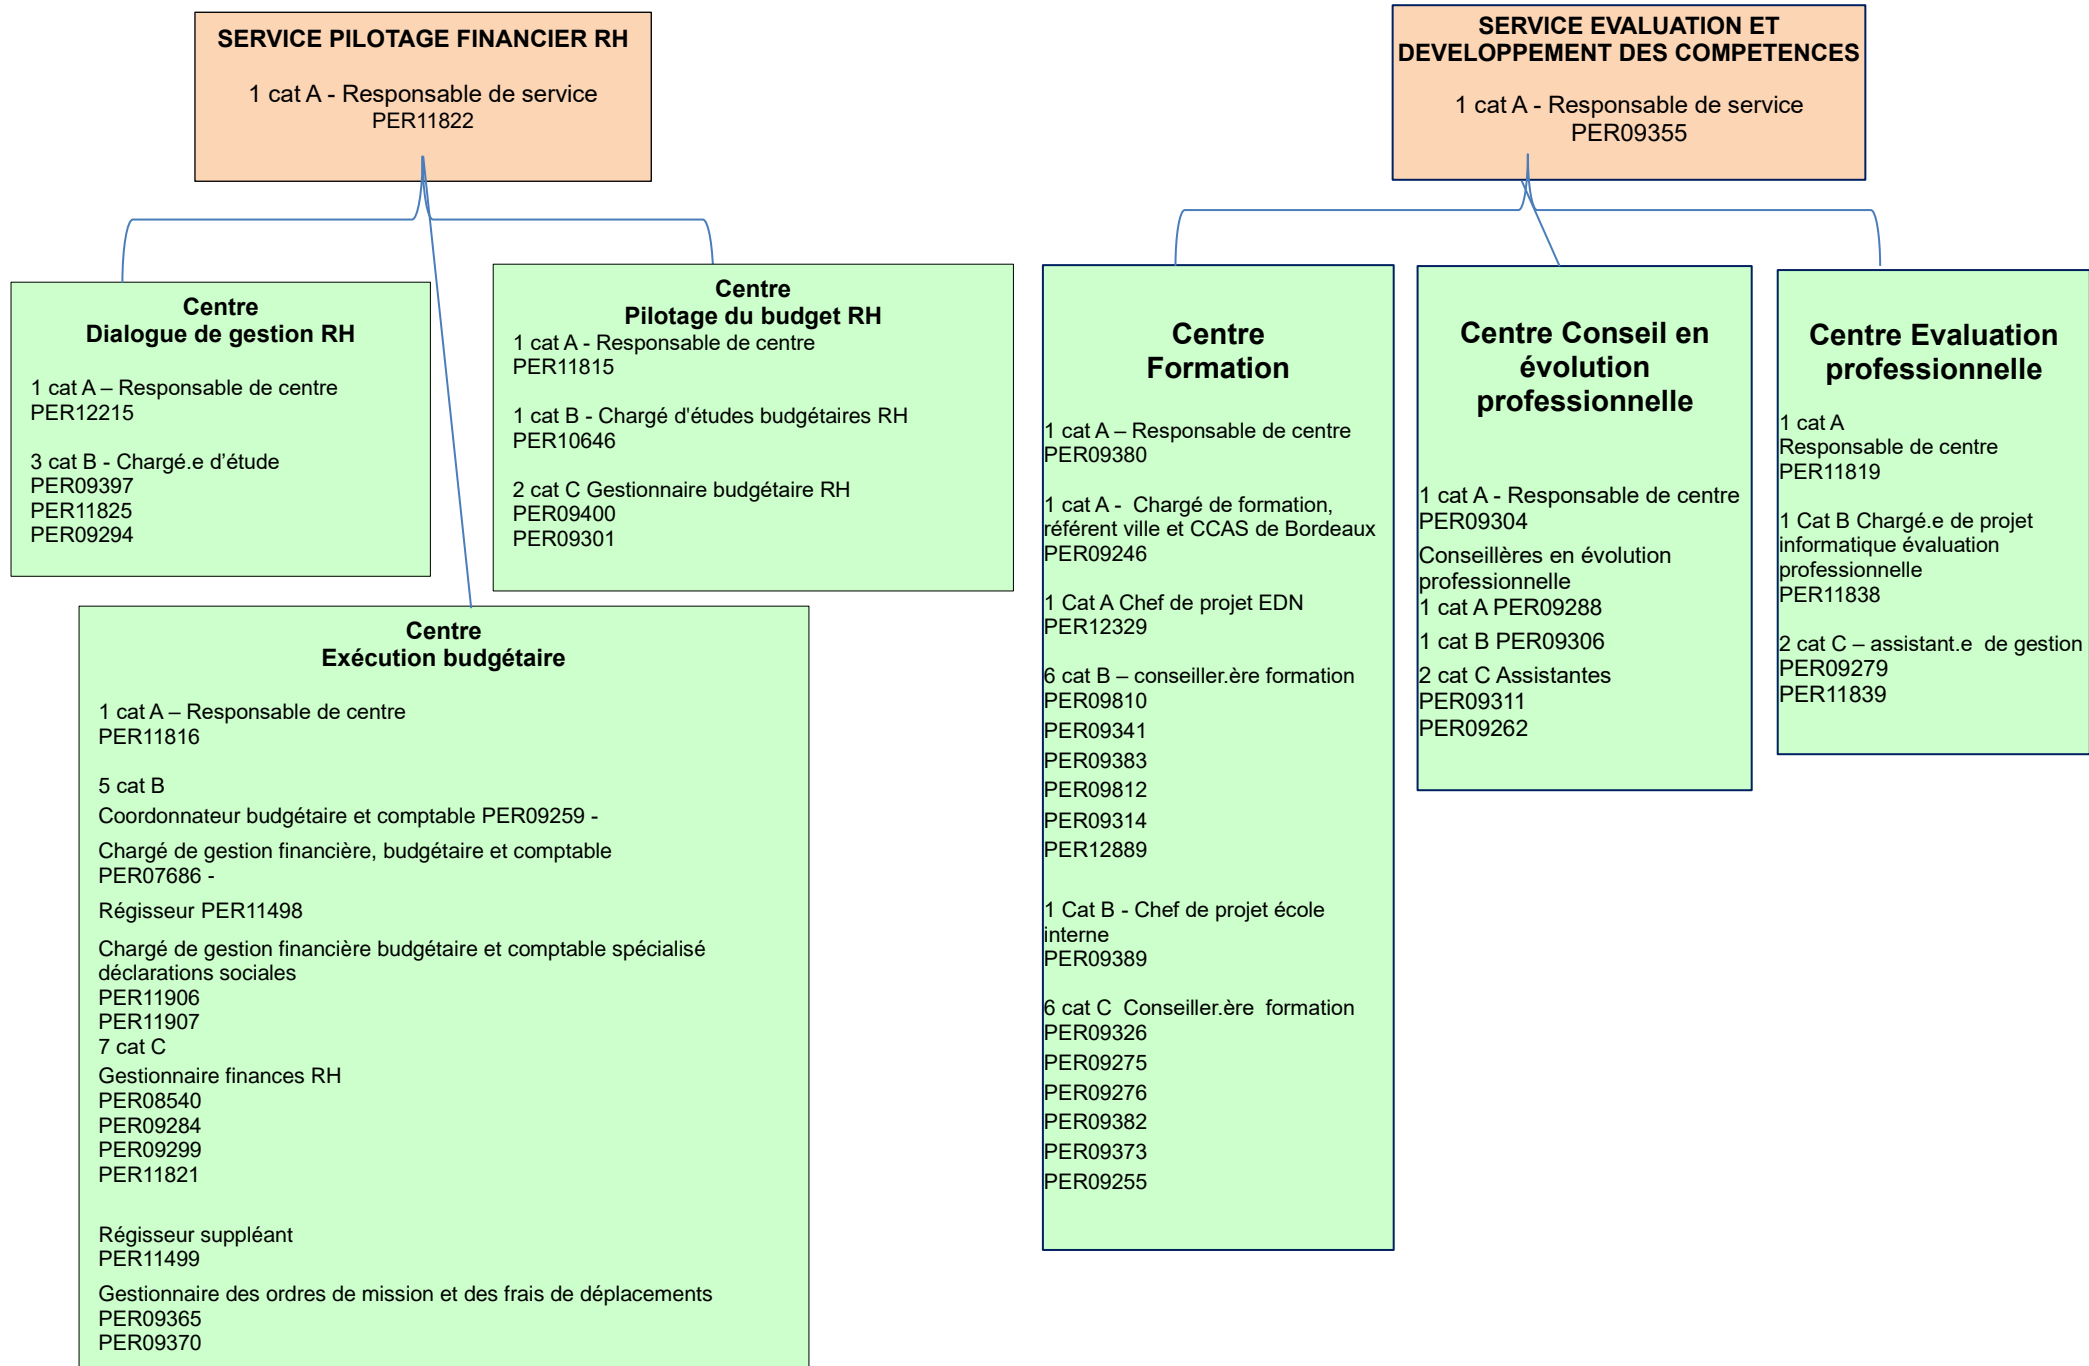 SERVICE PILOTAGE FINANCIER RH
1 cat A - Responsable de service
PER11822
Centre
Dialogue de gestion RH
1 cat A – Responsable de centre
PER12215
3 cat B - Chargé.e d'étude
PER09397
PER11825
PER09294
Centre
Pilotage du budget RH
1 cat A - Responsable de centre
PER11815
1 cat B - Chargé d'études budgétaires RH
PER10646
2 cat C Gestionnaire budgétaire RH
PER09400
PER09301
Centre
Exécution budgétaire
1 cat A – Responsable de centre
PER11816
5 cat B
Coordonnateur budgétaire et comptable PER09259 -
Chargé de gestion financière, budgétaire et comptable
PER07686 -
Régisseur PER11498
Chargé de gestion financière budgétaire et comptable spécialisé
déclarations sociales
PER11906
PER11907
7 cat C
Gestionnaire finances RH
PER08540
PER09284
PER09299
PER11821
Régisseur suppléant
PER11499
Gestionnaire des ordres de mission et des frais de déplacements
PER09365
PER09370
SERVICE EVALUATION ET
DEVELOPPEMENT DES COMPETENCES
1 cat A - Responsable de service
PER09355
Centre
Formation
1 cat A – Responsable de centre
PER09380
1 cat A -  Chargé de formation,
référent ville et CCAS de Bordeaux
PER09246
1 Cat A Chef de projet EDN
PER12329
6 cat B – conseiller.ère formation
PER09810
PER09341
PER09383
PER09812
PER09314
PER12889
1 Cat B - Chef de projet école
interne
PER09389
6 cat C  Conseiller.ère  formation
PER09326
PER09275
PER09276
PER09382
PER09373
PER09255
Centre Conseil en
évolution
professionnelle
1 cat A - Responsable de centre
PER09304
Conseillères en évolution
professionnelle
1 cat A PER09288
1 cat B PER09306
2 cat C Assistantes
PER09311
PER09262
Centre Evaluation
professionnelle
1 cat A
Responsable de centre
PER11819
1 Cat B Chargé.e de projet
informatique évaluation
professionnelle
PER11838
2 cat C – assistant.e  de gestion
PER09279
PER11839